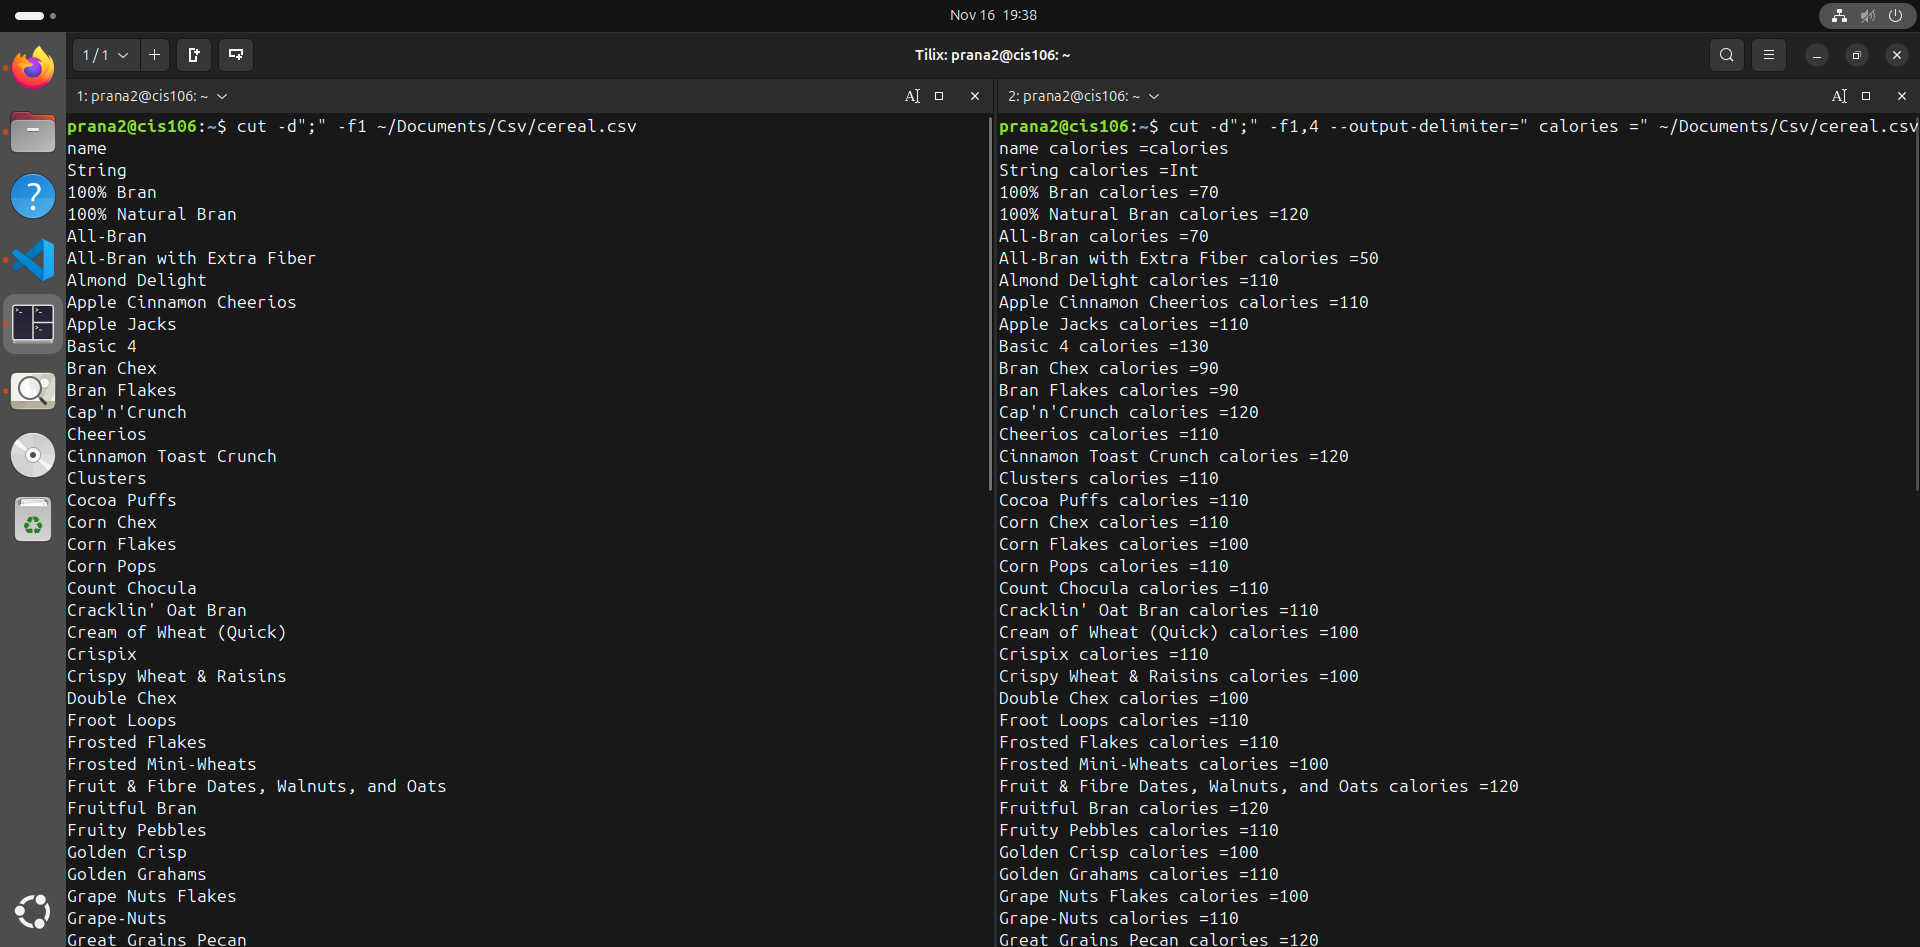 Nov 16 19:38
1 / 1
Tilix: prana2@cis106: ~
1: prana2@cis106: ~
prana2@cis106:~$ cut -d";" -f1 ~/Documents/Csv/cereal.csv
name
String
100% Bran
100% Natural Bran
All-Bran
All-Bran with Extra Fiber
Almond Delight
Apple Cinnamon Cheerios
Apple Jacks
Basic 4
Bran Chex
Bran Flakes
Cap'n'Crunch
Cheerios
Cinnamon Toast Crunch
Clusters
Cocoa Puffs
Corn Chex
Corn Flakes
Corn Pops
Count Chocula
Cracklin' Oat Bran
Cream of Wheat (Quick)
Crispix
Crispy Wheat & Raisins
Double Chex
Froot Loops
Frosted Flakes
Frosted Mini-Wheats
Fruit & Fibre Dates, Walnuts, and Oats
Fruitful Bran
Fruity Pebbles
Golden Crisp
Golden Grahams
Grape Nuts Flakes
Grape-Nuts
Great Grains Pecan
2: prana2@cis106: ~
prana2@cis106:~$ cut -d";" -f1,4 --output-delimiter=" calories =" ~/Documents/Csv/cereal.csv
name calories =calories
String calories =Int
100% Bran calories =70
100% Natural Bran calories =120
All-Bran calories =70
All-Bran with Extra Fiber calories =50
Almond Delight calories =110
Apple Cinnamon Cheerios calories =110
Apple Jacks calories =110
Basic 4 calories =130
Bran Chex calories =90
Bran Flakes calories =90
Cap'n'Crunch calories =120
Cheerios calories =110
Cinnamon Toast Crunch calories =120
Clusters calories =110
Cocoa Puffs calories =110
Corn Chex calories =110
Corn Flakes calories =100
Corn Pops calories =110
Count Chocula calories =110
Cracklin' Oat Bran calories =110
Cream of Wheat (Quick) calories =100
Crispix calories =110
Crispy Wheat & Raisins calories =100
Double Chex calories =100
Froot Loops calories =110
Frosted Flakes calories =110
Frosted Mini-Wheats calories =100
Fruit & Fibre Dates, Walnuts, and Oats calories =120
Fruitful Bran calories =120
Fruity Pebbles calories =110
Golden Crisp calories =100
Golden Grahams calories =110
Grape Nuts Flakes calories =100
Grape-Nuts calories =110
Great Grains Pecan calories =120